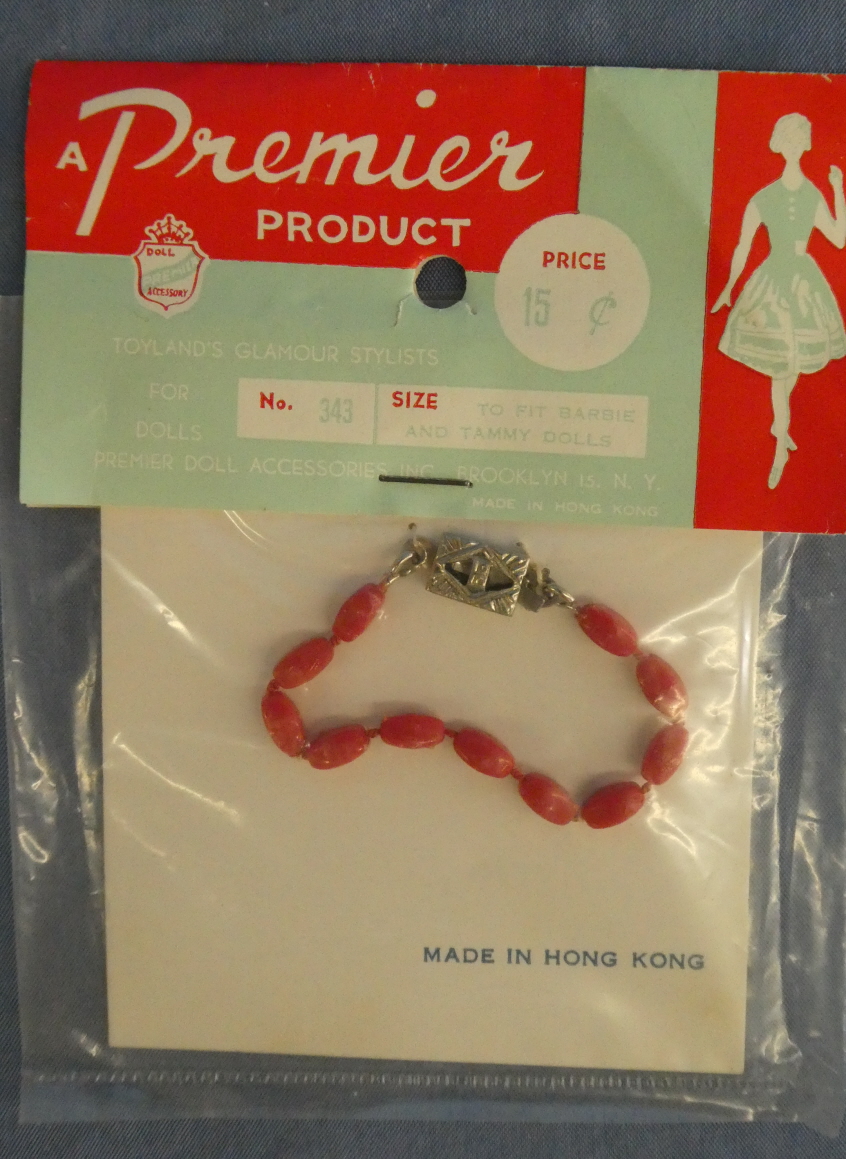 A Premier
PRODUCT
DOLL
PREMIER
ACCESSORY
PRICE
15 ¢
TOYLAND'S GLAMOUR STYLISTS
FOR
DOLLS
No. 343
SIZE TO FIT BARBIE
AND TAMMY DOLLS
PREMIER DOLL ACCESSORIES INC. BROOKLYN 15, N. Y.
MADE IN HONG KONG
MADE IN HONG KONG